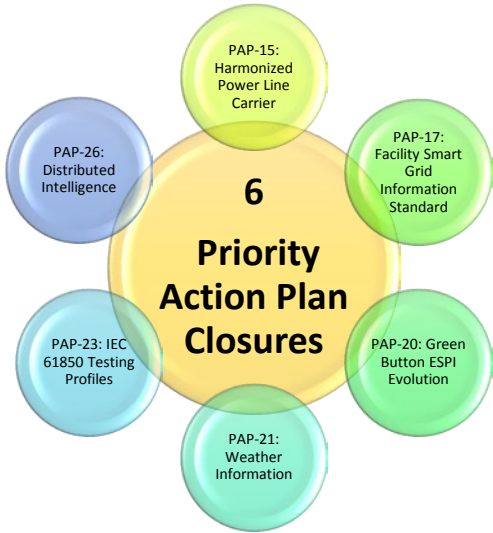 PAP-15:
Harmonized
Power Line
Carrier
PAP-17:
Facility Smart
Grid
Information
Standard
PAP-20: Green
Button ESPI
Evolution
PAP-21:
Weather
Information
PAP-23: IEC
61850 Testing
Profiles
PAP-26:
Distributed
Intelligence
6
Priority
Action Plan
Closures